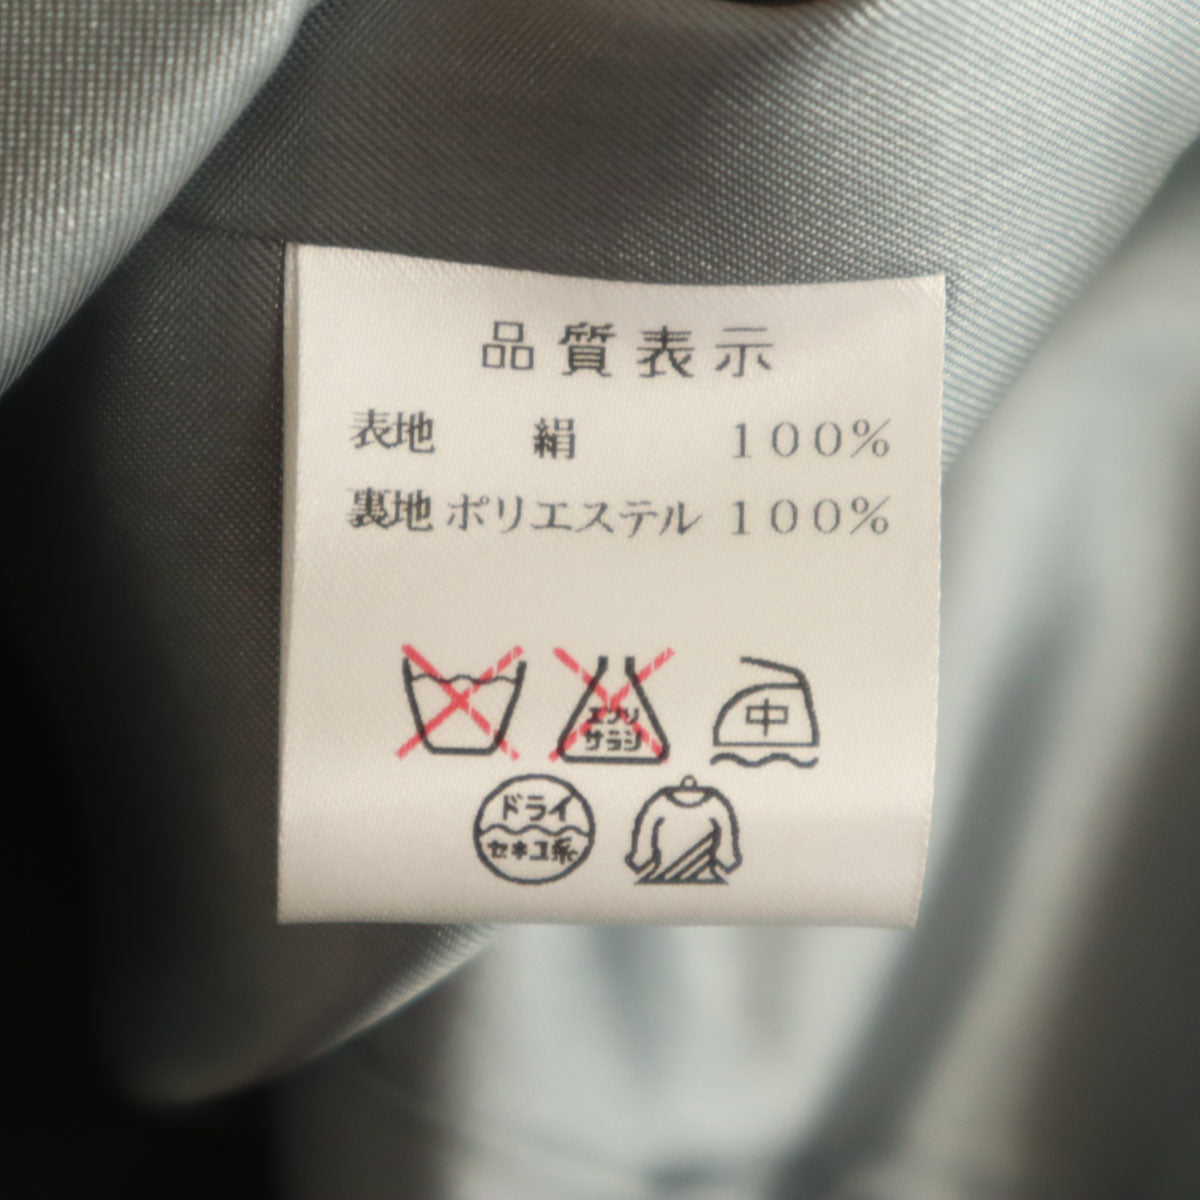 品質表示
表地 絹 100%
裏地 ポリエステル 100%
エンソ サラシ
中
ドライ
セキユ系